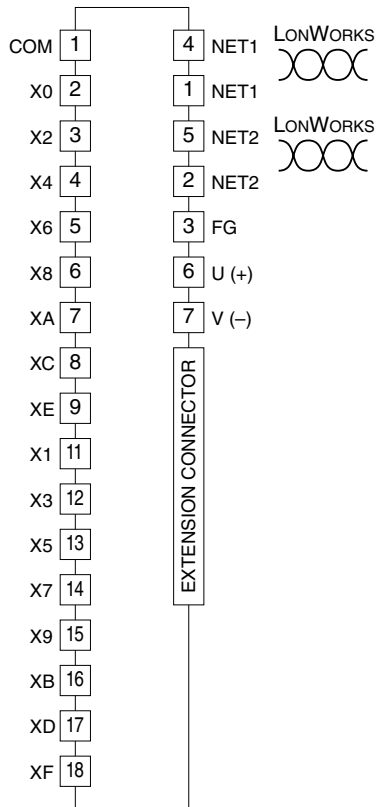 COM 1
X0 2
X2 3
X4 4
X6 5
X8 6
XA 7
XC 8
XE 9
X1 11
X3 12
X5 13
X7 14
X9 15
XB 16
XD 17
XF 18
4 NET1 LONWORKS
1 NET1
5 NET2 LONWORKS
2 NET2
3 FG
6 U (+)
7 V (–)
EXTENSION CONNECTOR